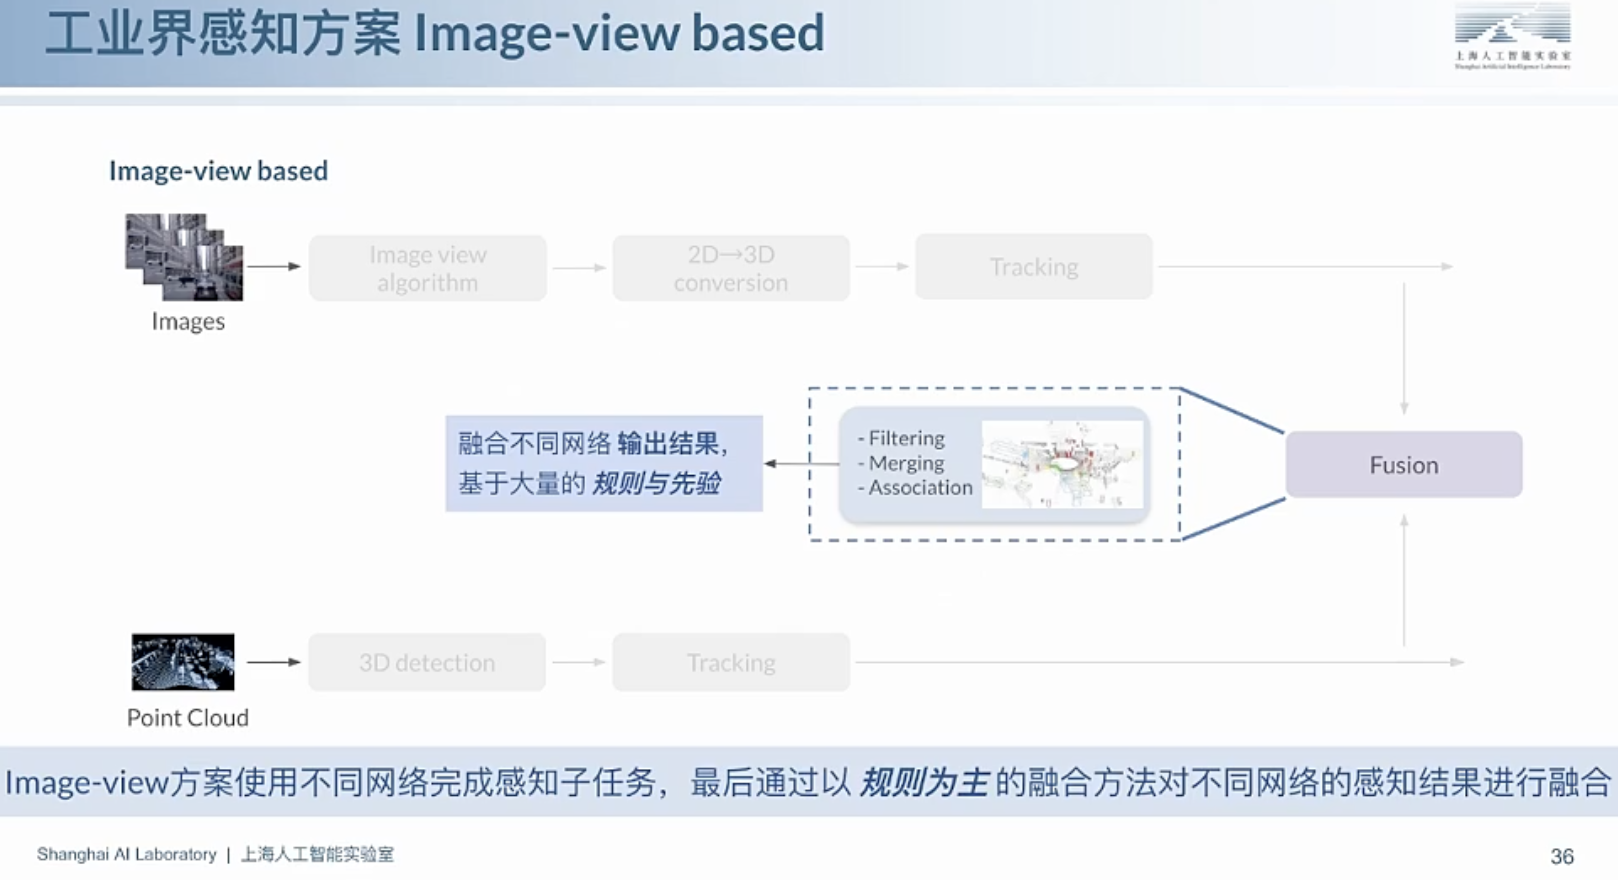 工业界感知方案 Image-view based
上海人工智能实验室
Shanghai Artificial Intelligence Laboratory
Image-view based
Image view
algorithm
2D→3D
conversion
Tracking
Images
融合不同网络 输出结果，
基于大量的 规则与先验
- Filtering
- Merging
- Association
Fusion
3D detection
Tracking
Point Cloud
Image-view方案使用不同网络完成感知子任务，最后通过以 规则为主 的融合方法对不同网络的感知结果进行融合
Shanghai AI Laboratory | 上海人工智能实验室
36